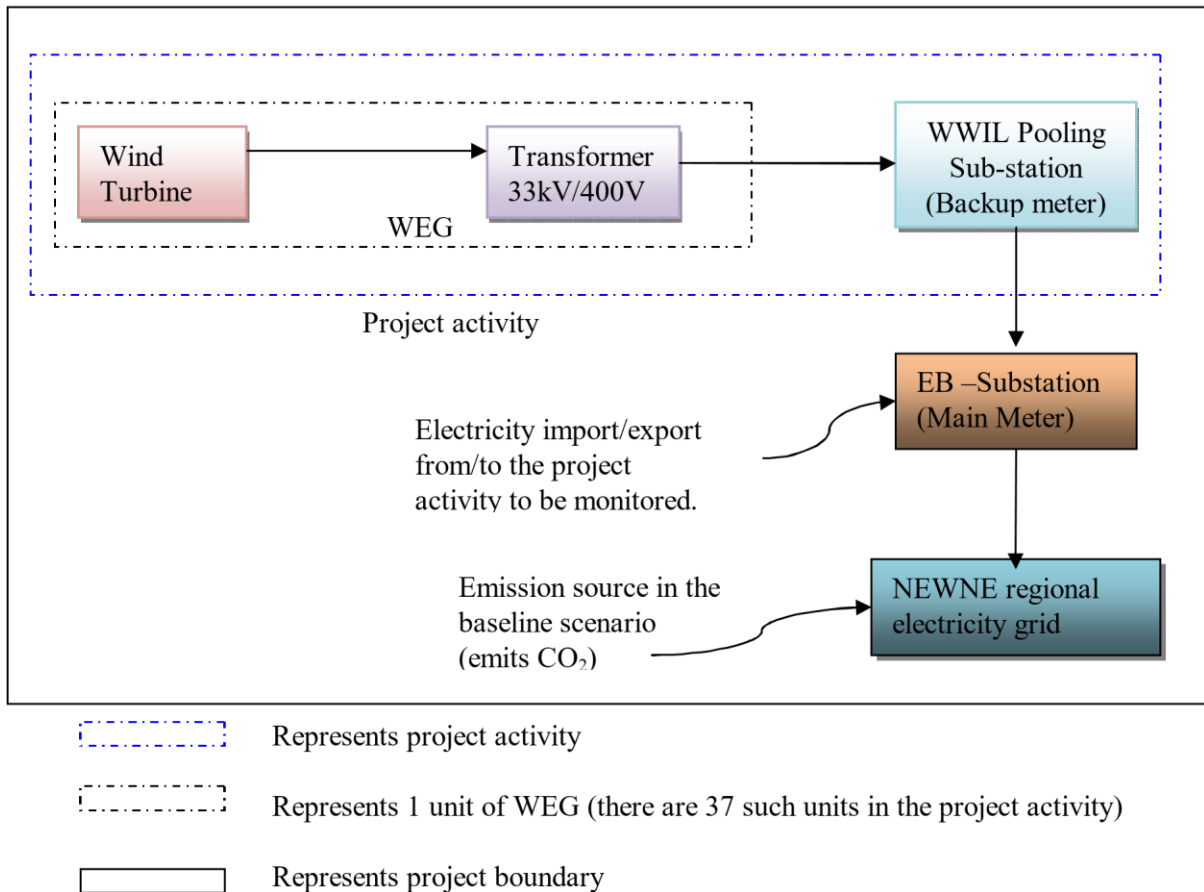 Wind
Turbine
Transformer
33kV/400V
WEG
WWIL Pooling
Sub-station
(Backup meter)
Project activity
EB –Substation
(Main Meter)
Electricity import/export
from/to the project
activity to be monitored.
NEWNE regional
electricity grid
Emission source in the
baseline scenario
(emits CO₂)
Represents project activity
Represents 1 unit of WEG (there are 37 such units in the project activity)
Represents project boundary